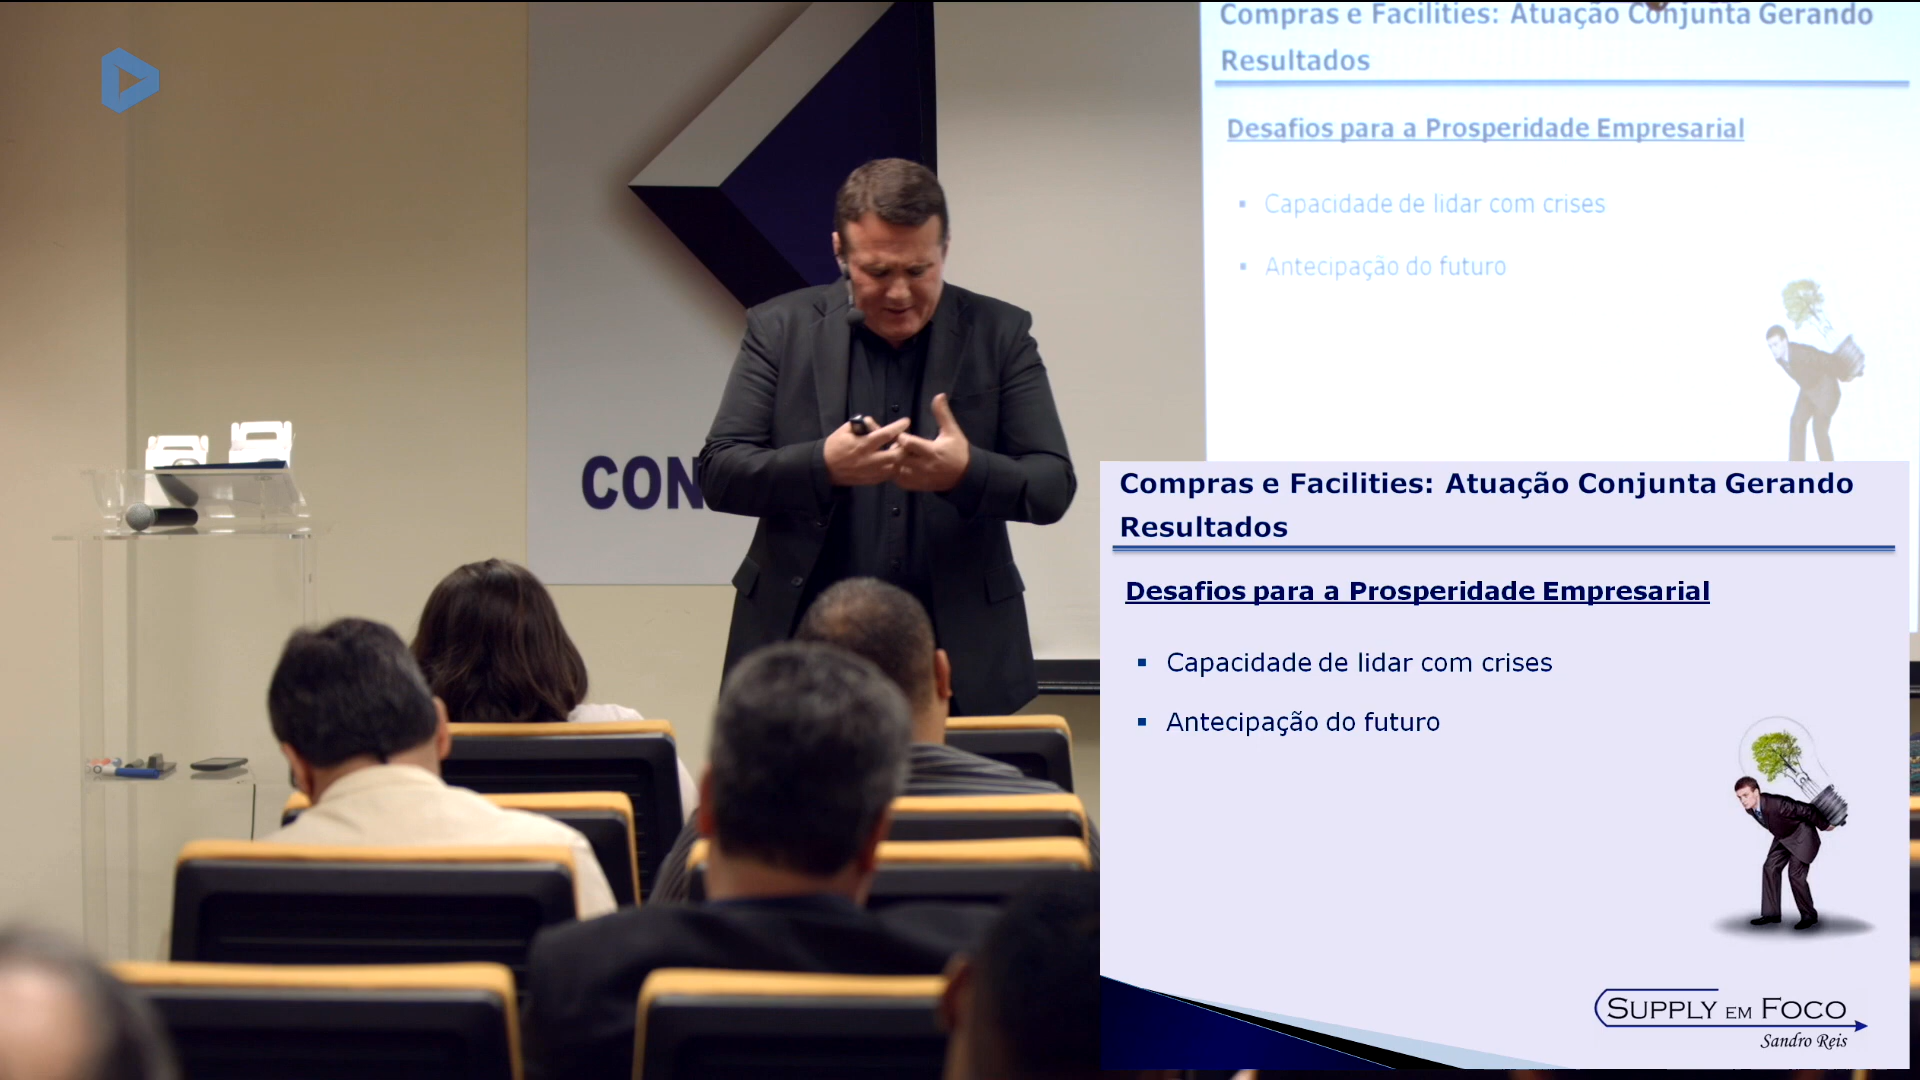 Compras e Facilities: Atuação Conjunta Gerando
Resultados
Desafios para a Prosperidade Empresarial
▪ Capacidade de lidar com crises
▪ Antecipação do futuro
CON
Compras e Facilities: Atuação Conjunta Gerando
Resultados
Desafios para a Prosperidade Empresarial
▪ Capacidade de lidar com crises
▪ Antecipação do futuro
SUPPLY EM FOCO
Sandro Reis